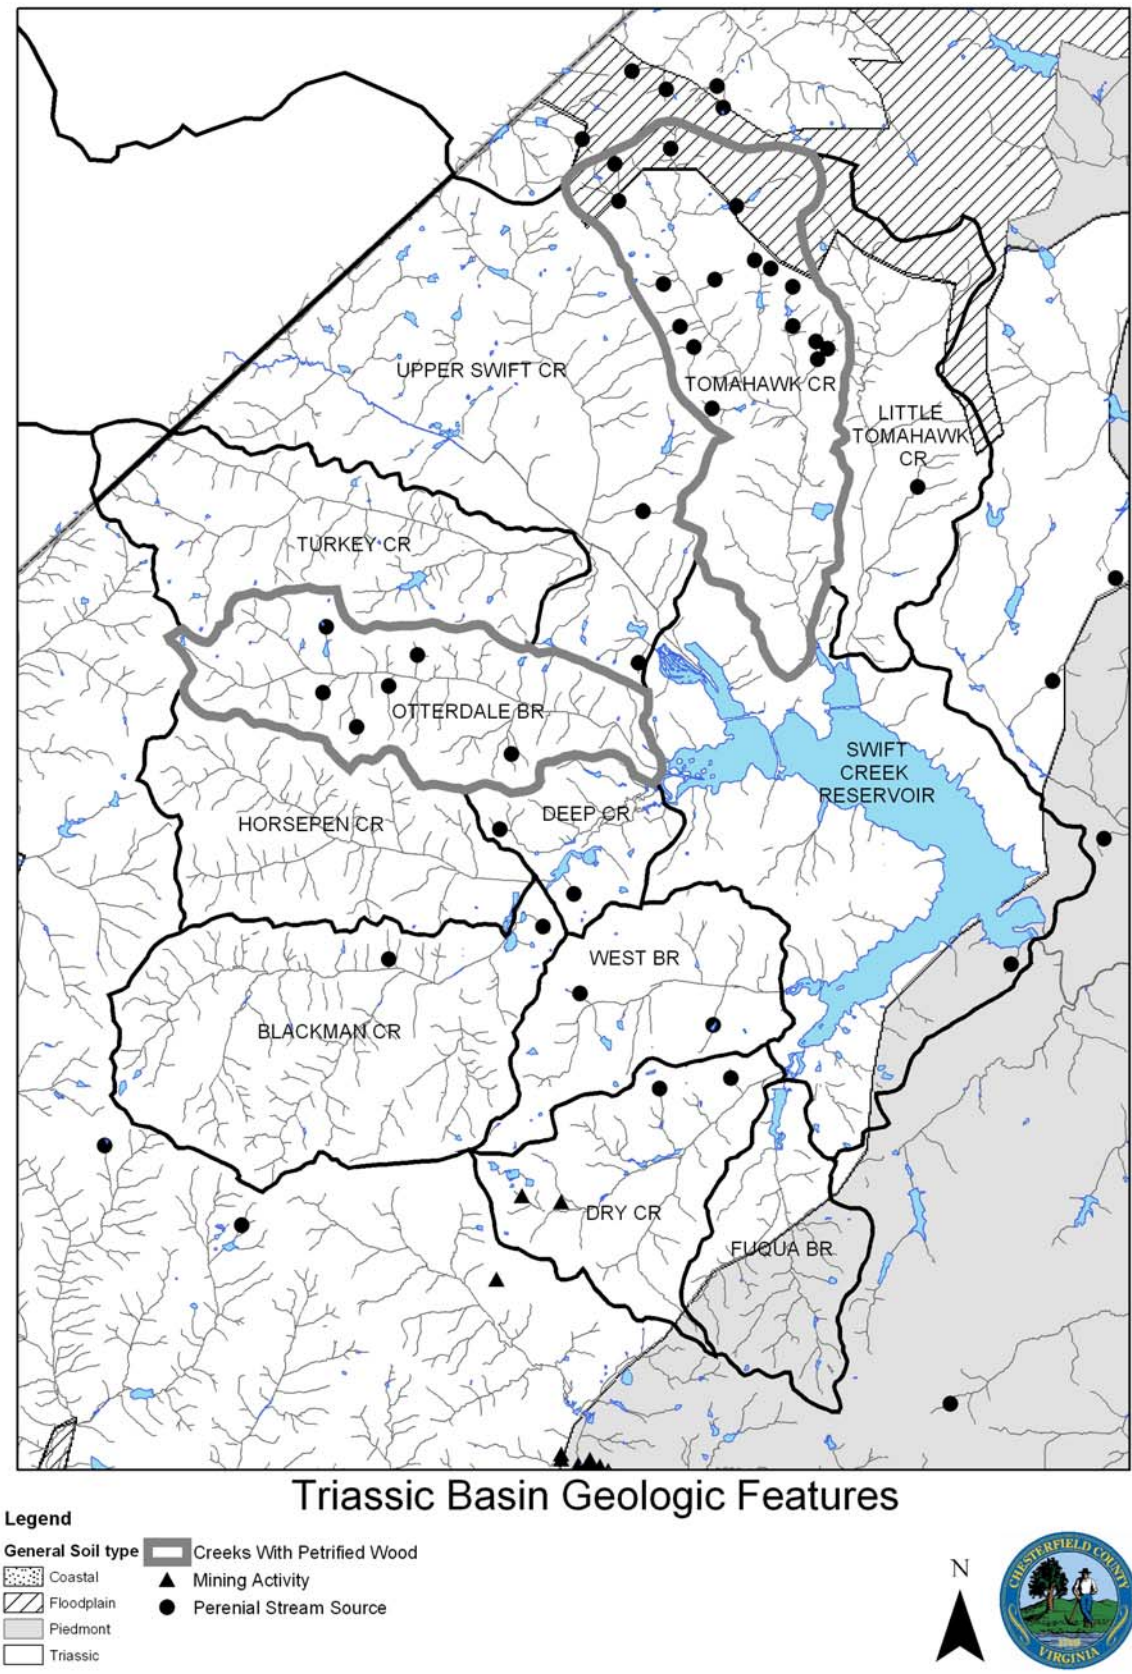 UPPER SWIFT CR
TOMAHAWK CR
LITTLE
TOMAHAWK
CR
TURKEY CR
OTTERDALE BR
SWIFT
CREEK
RESERVOIR
HORSEPEN CR
DEEP CR
WEST BR
BLACKMAN CR
DRY CR
FUQUA BR
Triassic Basin Geologic Features
Legend
General Soil type
Coastal
Floodplain
Piedmont
Triassic
Creeks With Petrified Wood
Mining Activity
Perenial Stream Source
N
CHESTERFIELD COUNTY
VIRGINIA